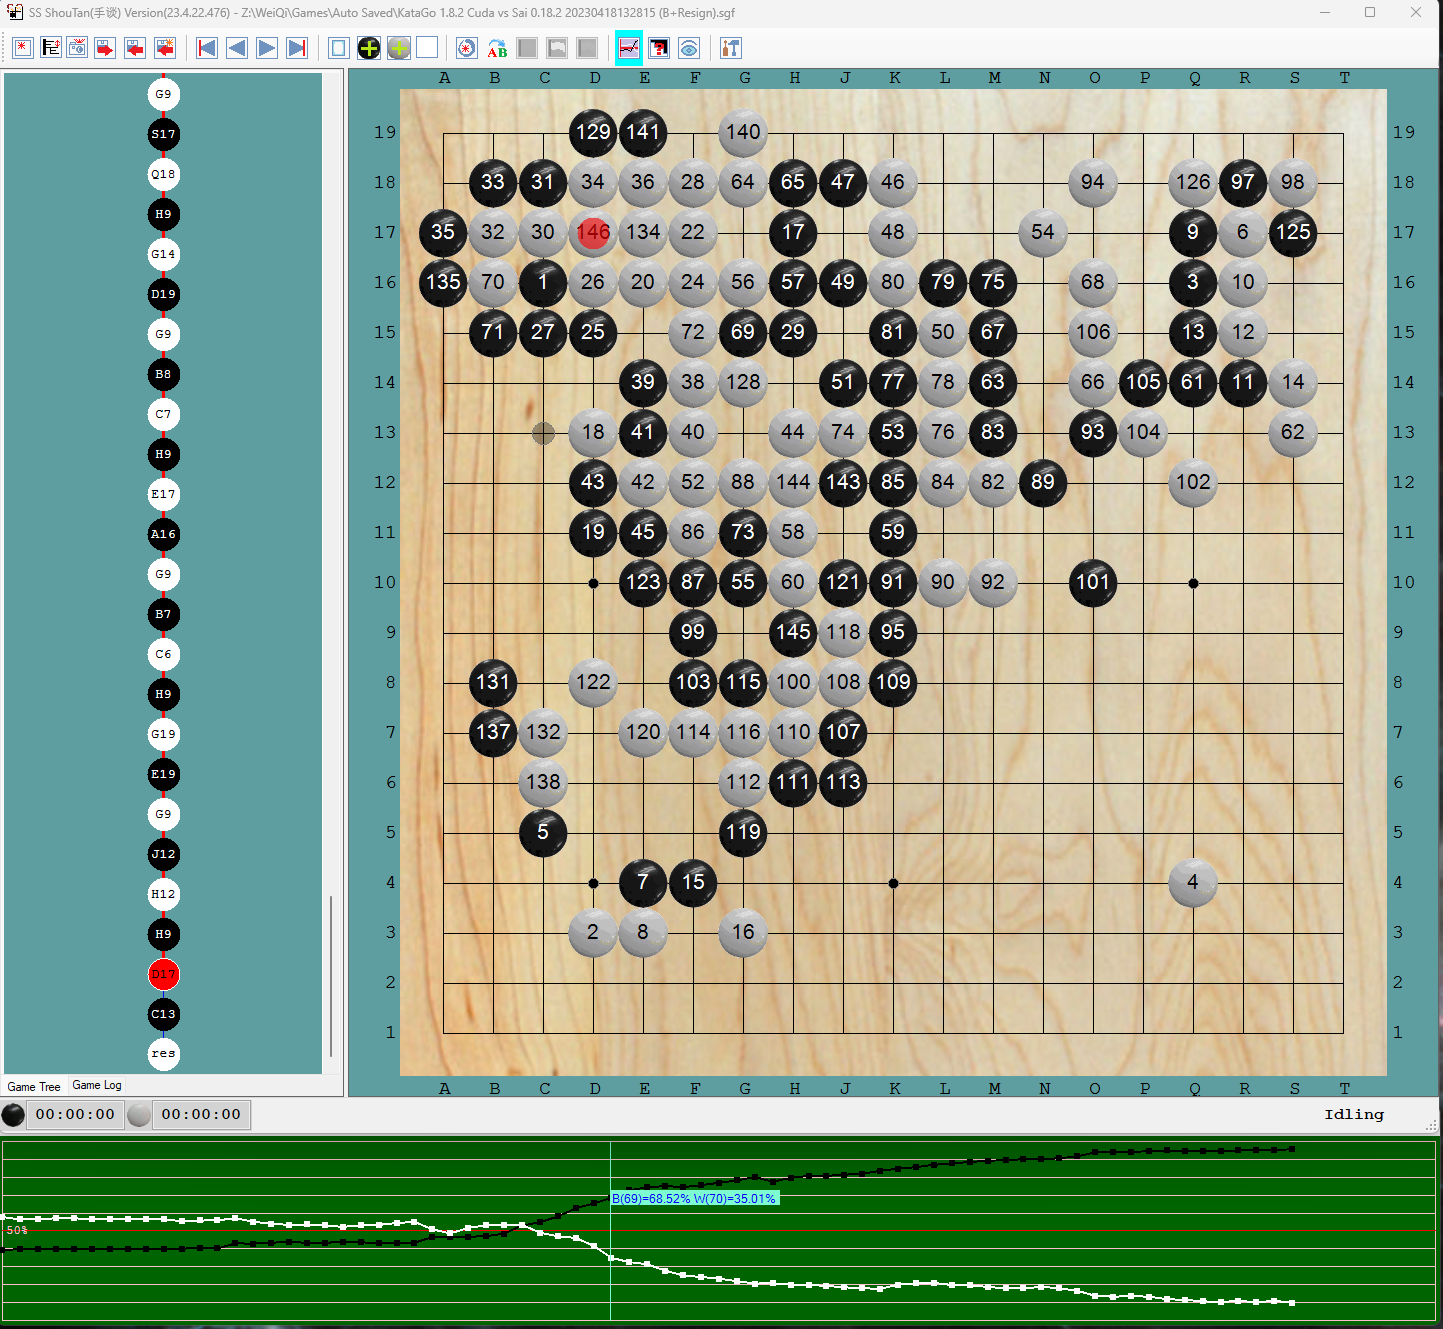 SS ShouTan(手谈) Version(23.4.22.476) - Z:\WeiQi\Games\Auto Saved\KataGo 1.8.2 Cuda vs Sai 0.18.2 20230418132815 (B+Resign).sgf
AB
A B C D E F G H J K L M N O P Q R S T
G9
S17
Q18
H9
G14
D19
G9
B8
C7
H9
E17
A16
G9
B7
C6
H9
G19
E19
G9
J12
H12
H9
D17
C13
res
19 129 141 140 19
18 33 31 34 36 28 64 65 47 46 94 126 97 98 18
17 35 32 30 146 134 22 17 48 54 9 6 125 17
16 135 70 1 26 20 24 56 57 49 80 79 75 68 3 10 16
15 71 27 25 72 69 29 81 50 67 106 13 12 15
14 39 38 128 51 77 78 63 66 105 61 11 14 14
13 18 41 40 44 74 53 76 83 93 104 62 13
12 43 42 52 88 144 143 85 84 82 89 102 12
11 19 45 86 73 58 59 11
10 123 87 55 60 121 91 90 92 101 10
9 99 145 118 95 9
8 131 122 103 115 100 108 109 8
7 137 132 120 114 116 110 107 7
6 138 112 111 113 6
5 5 119 5
4 7 15 4 4
3 2 8 16 3
2 2
1 1
A B C D E F G H J K L M N O P Q R S T
Game Tree Game Log
00:00:00 00:00:00 Idling
B(69)=68.52% W(70)=35.01%
50%